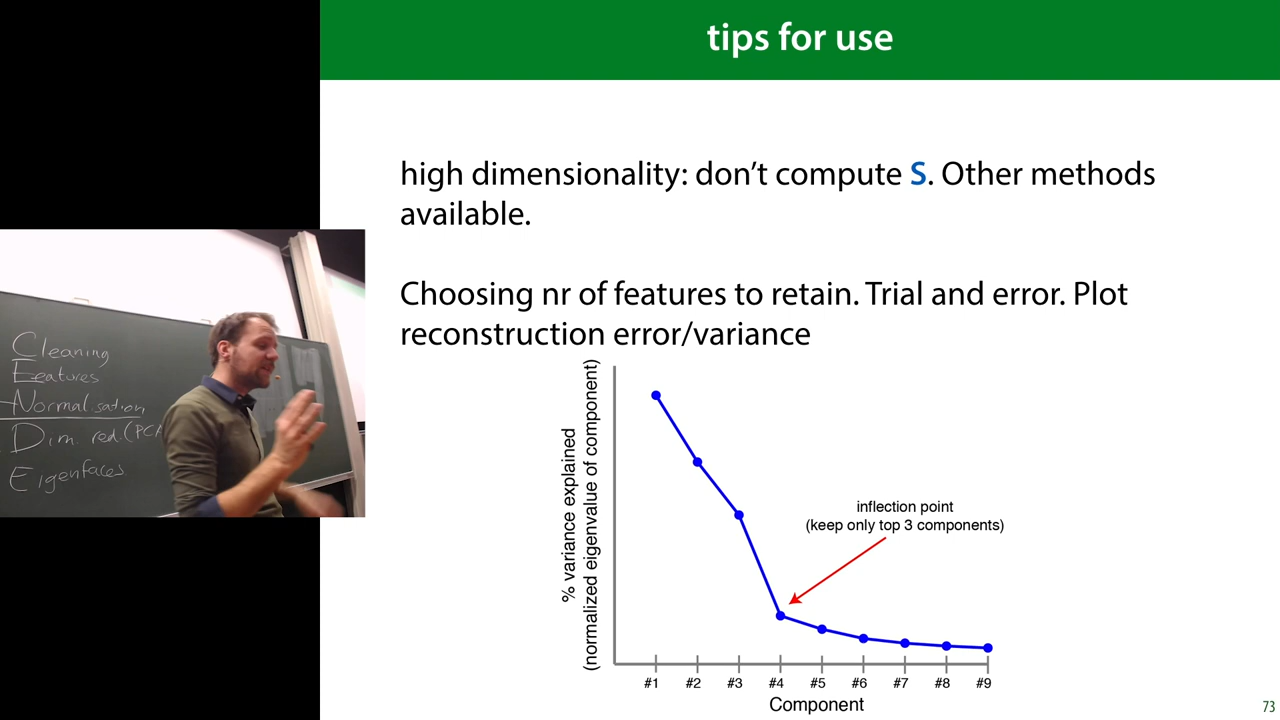 tips for use
high dimensionality: don't compute S. Other methods
available.
Choosing nr of features to retain. Trial and error. Plot
reconstruction error/variance
% variance explained
(normalized eigenvalue of component)
inflection point
(keep only top 3 components)
#1 #2 #3 #4 #5 #6 #7 #8 #9
Component
73
Cleaning
Features
Normalisation
Dim. red. (PCA
Eigenfaces